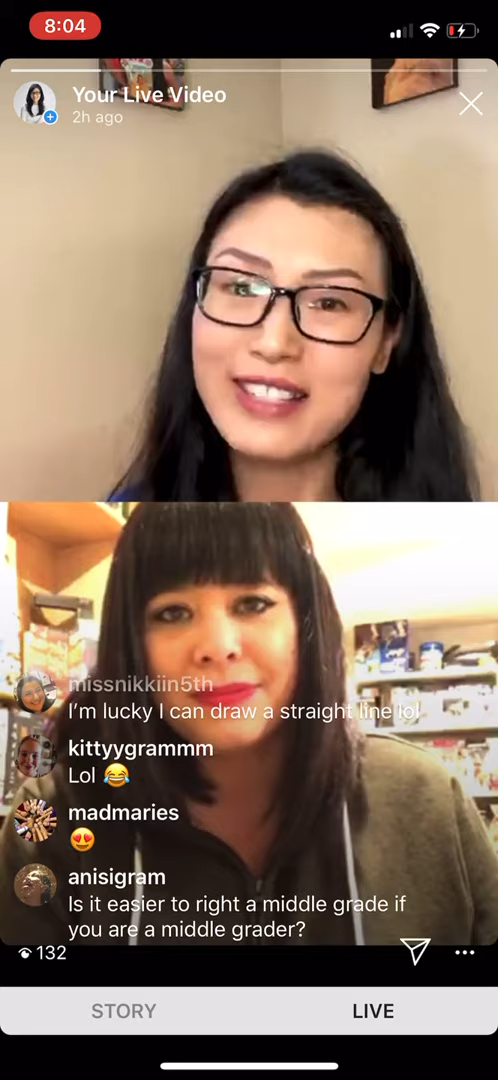 8:04
Your Live Video
2h ago
missnikkiin5th
I'm lucky I can draw a straight line lol
kittyygrammm
Lol 😂
madmaries
😍
anisigram
Is it easier to right a middle grade if
you are a middle grader?
132
STORY
LIVE